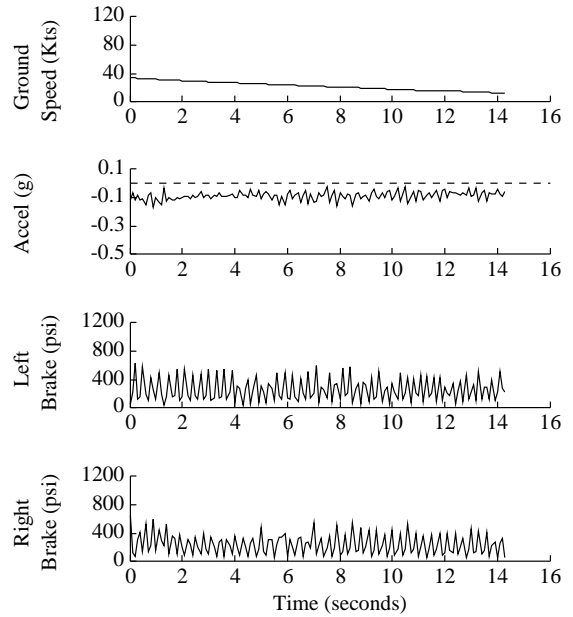 120
80
40
0
Ground
Speed (Kts)
0 2 4 6 8 10 12 14 16
0.1
-0.1
-0.3
-0.5
Accel (g)
0 2 4 6 8 10 12 14 16
1200
800
400
0
Left
Brake (psi)
0 2 4 6 8 10 12 14 16
1200
800
400
0
Right
Brake (psi)
0 2 4 6 8 10 12 14 16
Time (seconds)